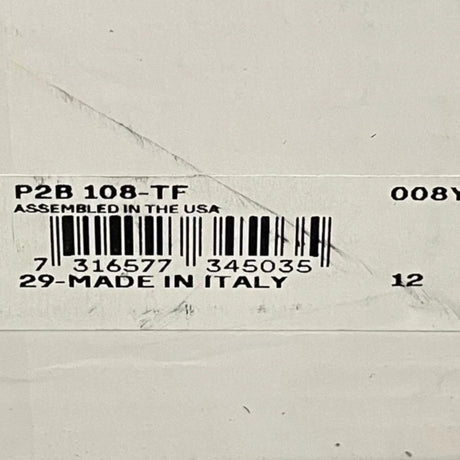 P2B 108-TF 008Y
ASSEMBLED IN THE USA
7 316577 345035
29-MADE IN ITALY 12